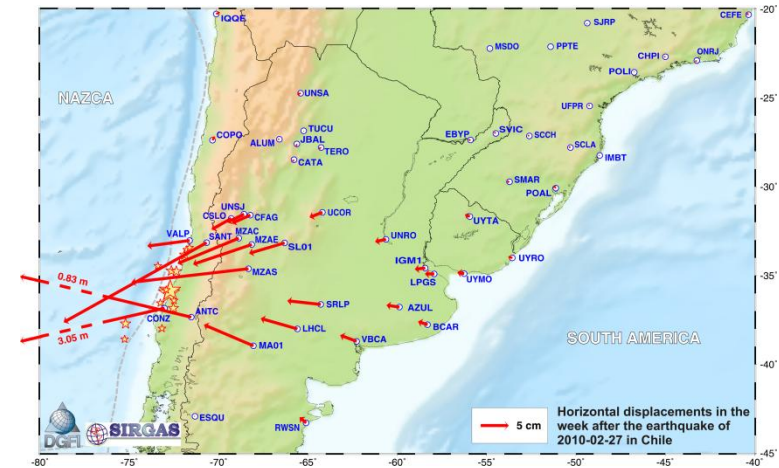 -20°
-25°
-30°
-35°
-40°
-45°
-80°
-75°
-70°
-65°
-60°
-55°
-50°
-45°
-40°
IQQE
SJRP
CEFE
MSDO
PPTE
CHPI
ONRJ
POLI
NAZCA
UNSA
UFPR
COPO
TUCU
ALUM
JBAL
TERO
CATA
EBYP
SVIC
SCCH
SCLA
IMBT
SMAR
POAL
UNSJ
CSLO
CFAG
UCOR
UYTA
VALP
SANT
MZAC
MZAE
SL01
UNRO
UYRO
IGM1
LPGS
UYMO
MZAS
0.83 m
CONZ
ANTC
SRLP
AZUL
3.05 m
LHCL
BCAR
VBCA
MA01
SOUTH AMERICA
ESQU
RWSN
DGFI
SIRGAS
5 cm
Horizontal displacements in the
week after the earthquake of
2010-02-27 in Chile